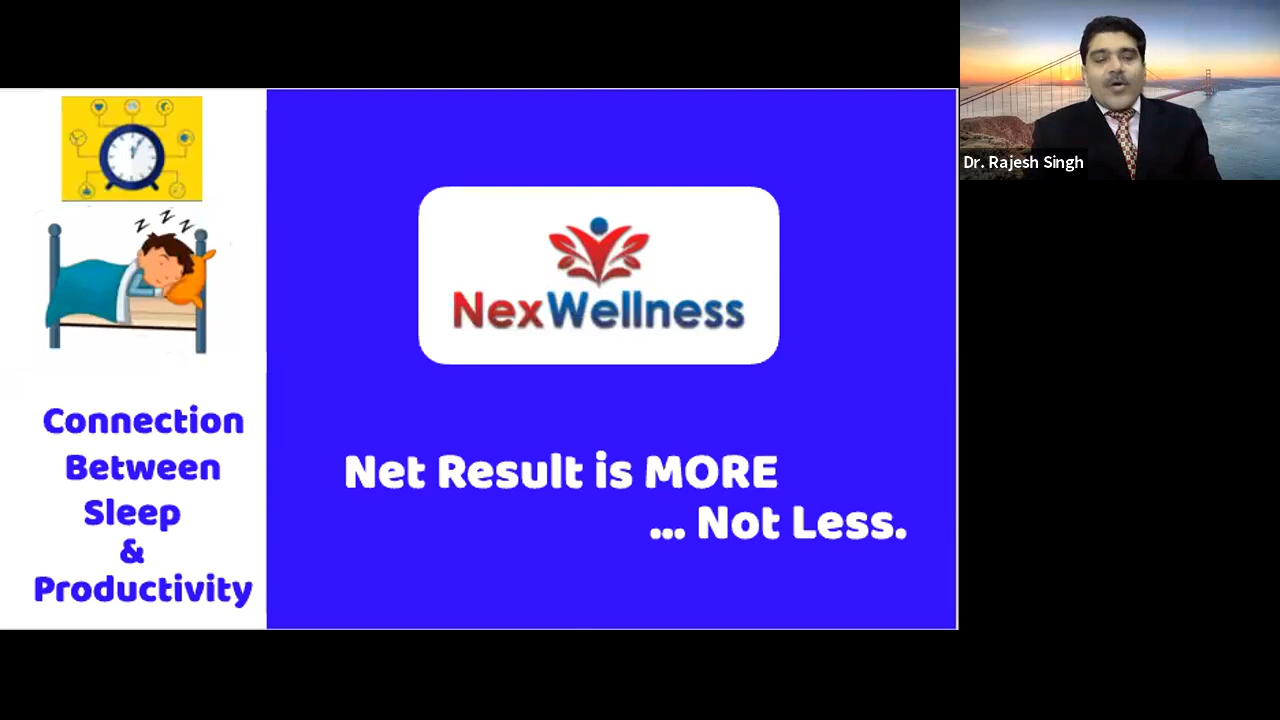 Z Z Z
Connection
Between
Sleep
&
Productivity
NexWellness
Net Result is MORE
... Not Less.
Dr. Rajesh Singh